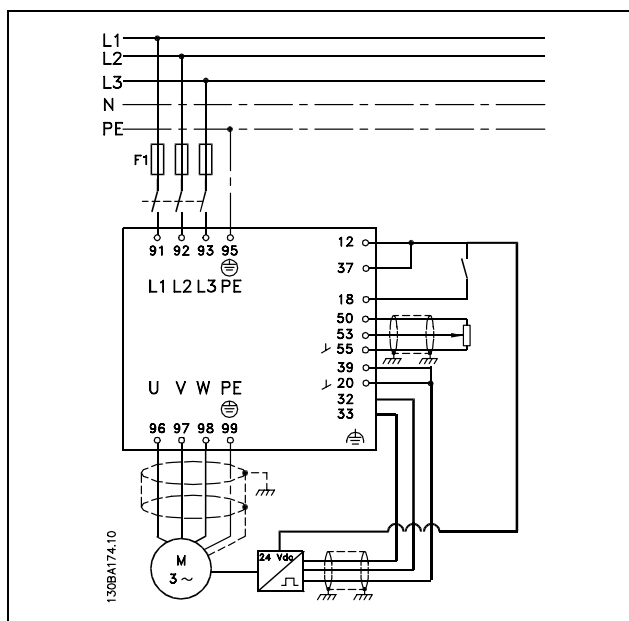 L1
L2
L3
N
PE
F1
91 92 93 95
L1 L2 L3 PE
12
37
18
50
53
55
39
20
32
33
U V W PE
96 97 98 99
M
3 ~
24 Vdc
130BA174.10